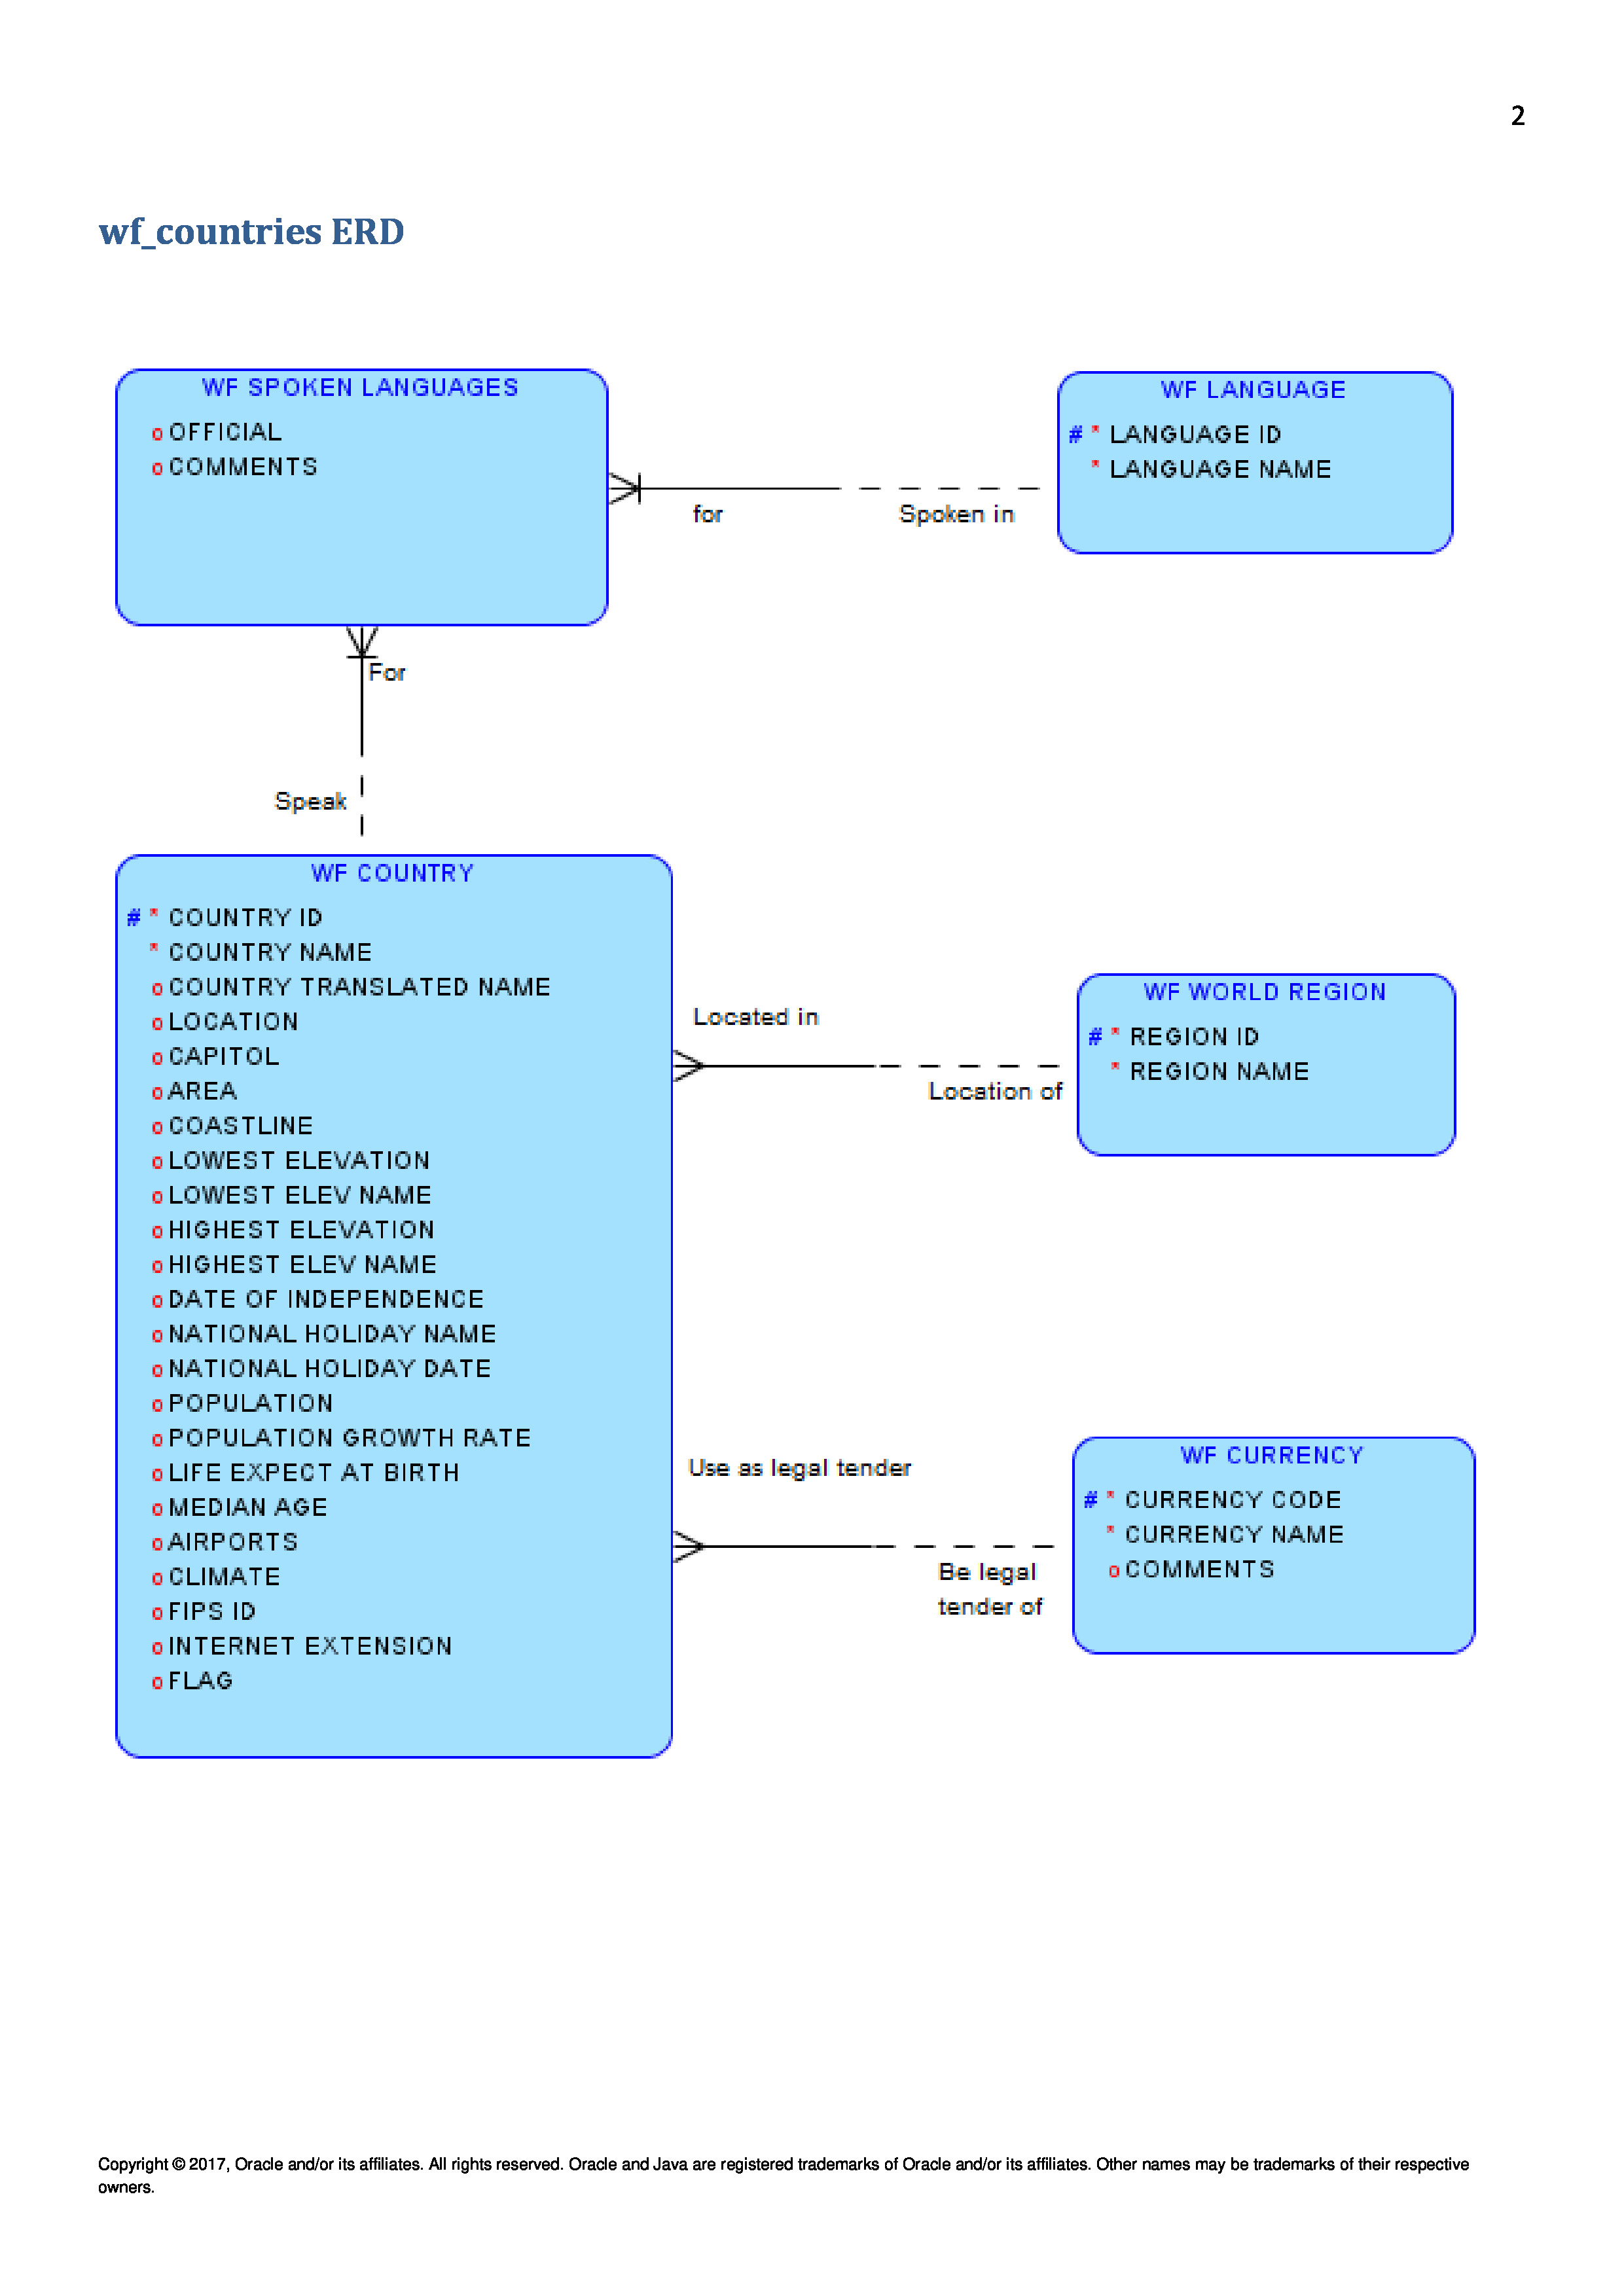 2
wf_countries ERD
WF SPOKEN LANGUAGES
o OFFICIAL
o COMMENTS
WF LANGUAGE
# * LANGUAGE ID
* LANGUAGE NAME
for
Spoken in
For
Speak
WF COUNTRY
# * COUNTRY ID
* COUNTRY NAME
o COUNTRY TRANSLATED NAME
o LOCATION
o CAPITOL
o AREA
o COASTLINE
o LOWEST ELEVATION
o LOWEST ELEV NAME
o HIGHEST ELEVATION
o HIGHEST ELEV NAME
o DATE OF INDEPENDENCE
o NATIONAL HOLIDAY NAME
o NATIONAL HOLIDAY DATE
o POPULATION
o POPULATION GROWTH RATE
o LIFE EXPECT AT BIRTH
o MEDIAN AGE
o AIRPORTS
o CLIMATE
o FIPS ID
o INTERNET EXTENSION
o FLAG
Located in
Location of
WF WORLD REGION
# * REGION ID
* REGION NAME
Use as legal tender
Be legal
tender of
WF CURRENCY
# * CURRENCY CODE
* CURRENCY NAME
o COMMENTS
Copyright © 2017, Oracle and/or its affiliates. All rights reserved. Oracle and Java are registered trademarks of Oracle and/or its affiliates. Other names may be trademarks of their respective
owners.